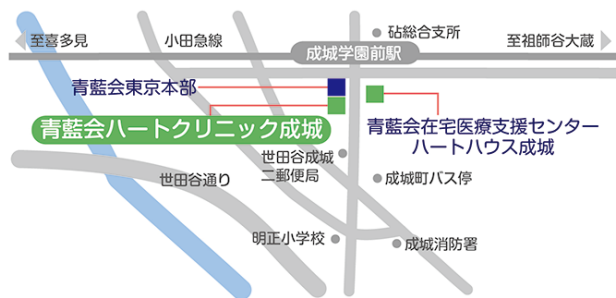 砧総合支所
至喜多見
小田急線
至祖師谷大蔵
成城学園前駅
青藍会東京本部
青藍会ハートクリニック成城
青藍会在宅医療支援センター
ハートハウス成城
世田谷成城
二郵便局
世田谷通り
成城町バス停
明正小学校
成城消防署